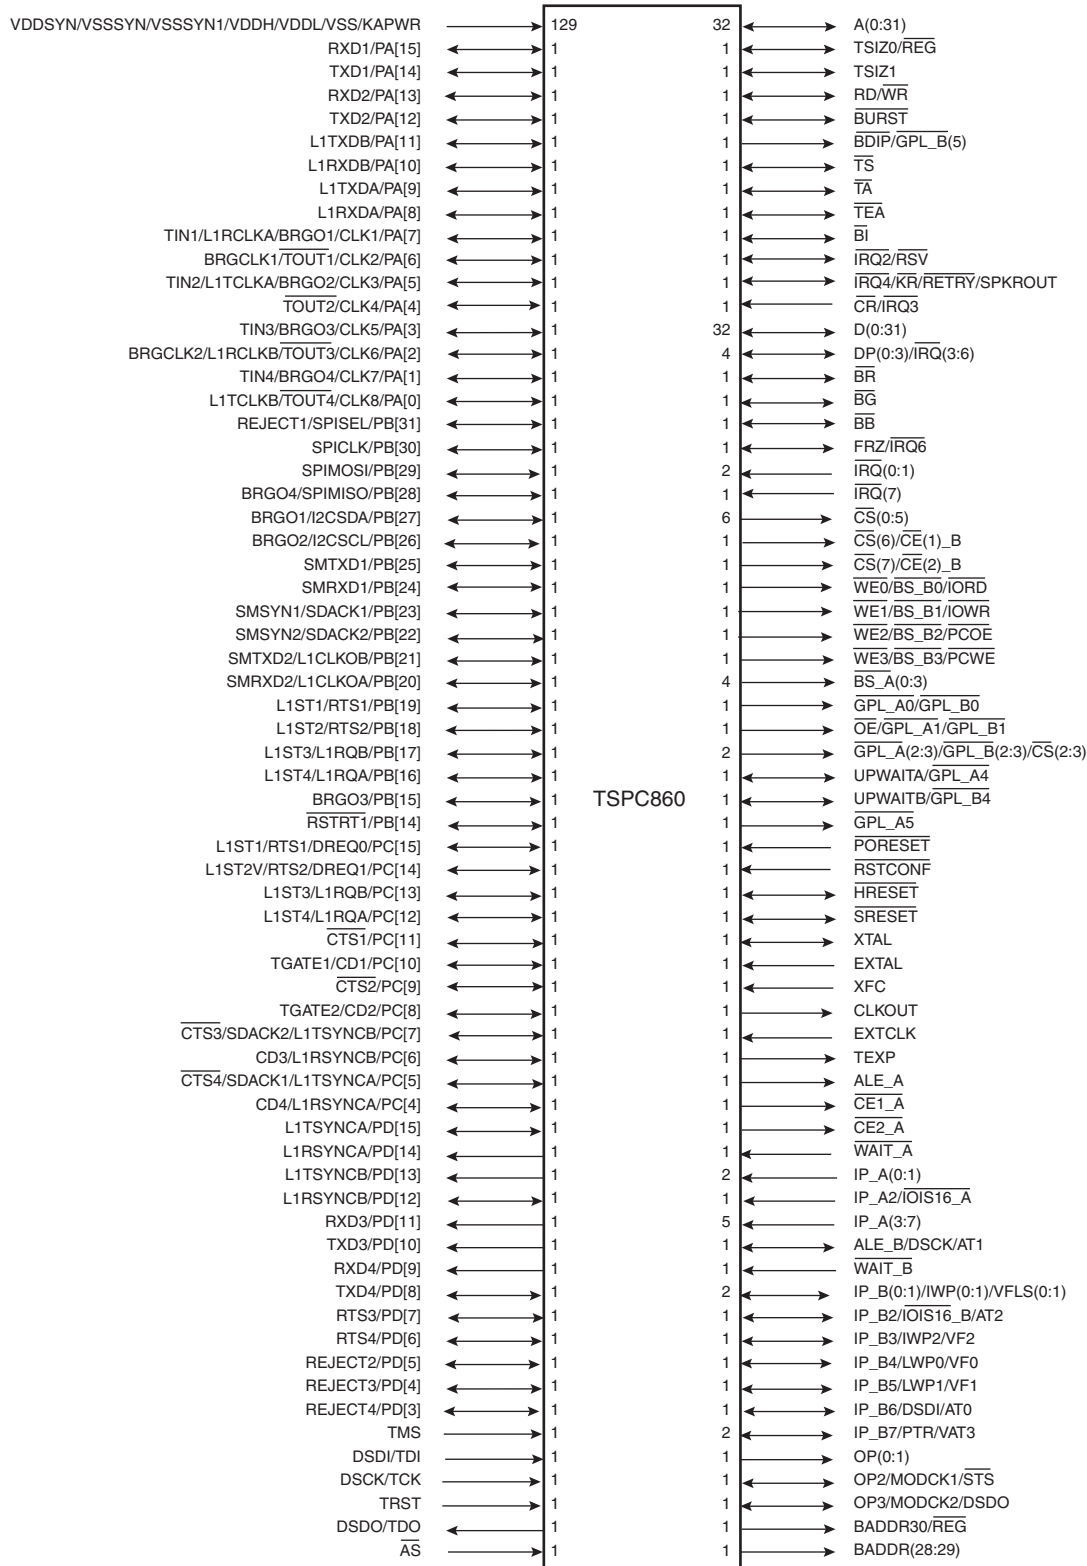 VDDSYN/VSSSYN/VSSSYN1/VDDH/VDDL/VSS/KAPWR 129 32 A(0:31)
RXD1/PA[15] 1 1 TSIZ0/REG
TXD1/PA[14] 1 1 TSIZ1
RXD2/PA[13] 1 1 RD/WR
TXD2/PA[12] 1 1 BURST
L1TXDB/PA[11] 1 1 BDIP/GPL_B(5)
L1RXDB/PA[10] 1 1 TS
L1TXDA/PA[9] 1 1 TA
L1RXDA/PA[8] 1 1 TEA
TIN1/L1RCLKA/BRGO1/CLK1/PA[7] 1 1 BI
BRGCLK1/TOUT1/CLK2/PA[6] 1 1 IRQ2/RSV
TIN2/L1TCLKA/BRGO2/CLK3/PA[5] 1 1 IRQ4/KR/RETRY/SPKROUT
TOUT2/CLK4/PA[4] 1 1 CR/IRQ3
TIN3/BRGO3/CLK5/PA[3] 1 32 D(0:31)
BRGCLK2/L1RCLKB/TOUT3/CLK6/PA[2] 1 4 DP(0:3)/IRQ(3:6)
TIN4/BRGO4/CLK7/PA[1] 1 1 BR
L1TCLKB/TOUT4/CLK8/PA[0] 1 1 BG
REJECT1/SPISEL/PB[31] 1 1 BB
SPICLK/PB[30] 1 1 FRZ/IRQ6
SPIMOSI/PB[29] 1 2 IRQ(0:1)
BRGO4/SPIMISO/PB[28] 1 1 IRQ(7)
BRGO1/I2CSDA/PB[27] 1 6 CS(0:5)
BRGO2/I2CSCL/PB[26] 1 1 CS(6)/CE(1)_B
SMTXD1/PB[25] 1 1 CS(7)/CE(2)_B
SMRXD1/PB[24] 1 1 WE0/BS_B0/IORD
SMSYN1/SDACK1/PB[23] 1 1 WE1/BS_B1/IOWR
SMSYN2/SDACK2/PB[22] 1 1 WE2/BS_B2/PCOE
SMTXD2/L1CLKOB/PB[21] 1 1 WE3/BS_B3/PCWE
SMRXD2/L1CLKOA/PB[20] 1 4 BS_A(0:3)
L1ST1/RTS1/PB[19] 1 1 GPL_A0/GPL_B0
L1ST2/RTS2/PB[18] 1 1 OE/GPL_A1/GPL_B1
L1ST3/L1RQB/PB[17] 1 2 GPL_A(2:3)/GPL_B(2:3)/CS(2:3)
L1ST4/L1RQA/PB[16] 1 1 UPWAITA/GPL_A4
BRGO3/PB[15] 1 TSPC860 1 UPWAITB/GPL_B4
RSTRT1/PB[14] 1 1 GPL_A5
L1ST1/RTS1/DREQ0/PC[15] 1 1 PORESET
L1ST2V/RTS2/DREQ1/PC[14] 1 1 RSTCONF
L1ST3/L1RQB/PC[13] 1 1 HRESET
L1ST4/L1RQA/PC[12] 1 1 SRESET
CTS1/PC[11] 1 1 XTAL
TGATE1/CD1/PC[10] 1 1 EXTAL
CTS2/PC[9] 1 1 XFC
TGATE2/CD2/PC[8] 1 1 CLKOUT
CTS3/SDACK2/L1TSYNCB/PC[7] 1 1 EXTCLK
CD3/L1RSYNCB/PC[6] 1 1 TEXP
CTS4/SDACK1/L1TSYNCA/PC[5] 1 1 ALE_A
CD4/L1RSYNCA/PC[4] 1 1 CE1_A
L1TSYNCA/PD[15] 1 1 CE2_A
L1RSYNCA/PD[14] 1 1 WAIT_A
L1TSYNCB/PD[13] 1 2 IP_A(0:1)
L1RSYNCB/PD[12] 1 1 IP_A2/IOIS16_A
RXD3/PD[11] 1 5 IP_A(3:7)
TXD3/PD[10] 1 1 ALE_B/DSCK/AT1
RXD4/PD[9] 1 1 WAIT_B
TXD4/PD[8] 1 2 IP_B(0:1)/IWP(0:1)/VFLS(0:1)
RTS3/PD[7] 1 1 IP_B2/IOIS16_B/AT2
RTS4/PD[6] 1 1 IP_B3/IWP2/VF2
REJECT2/PD[5] 1 1 IP_B4/LWP0/VF0
REJECT3/PD[4] 1 1 IP_B5/LWP1/VF1
REJECT4/PD[3] 1 1 IP_B6/DSDI/AT0
TMS 1 2 IP_B7/PTR/VAT3
DSDI/TDI 1 1 OP(0:1)
DSCK/TCK 1 1 OP2/MODCK1/STS
TRST 1 1 OP3/MODCK2/DSDO
DSDO/TDO 1 1 BADDR30/REG
AS 1 1 BADDR(28:29)